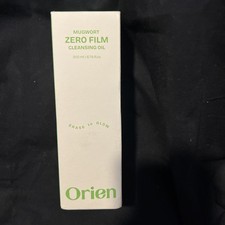 MUGWORT
ZERO FILM
CLEANSING OIL
Orien